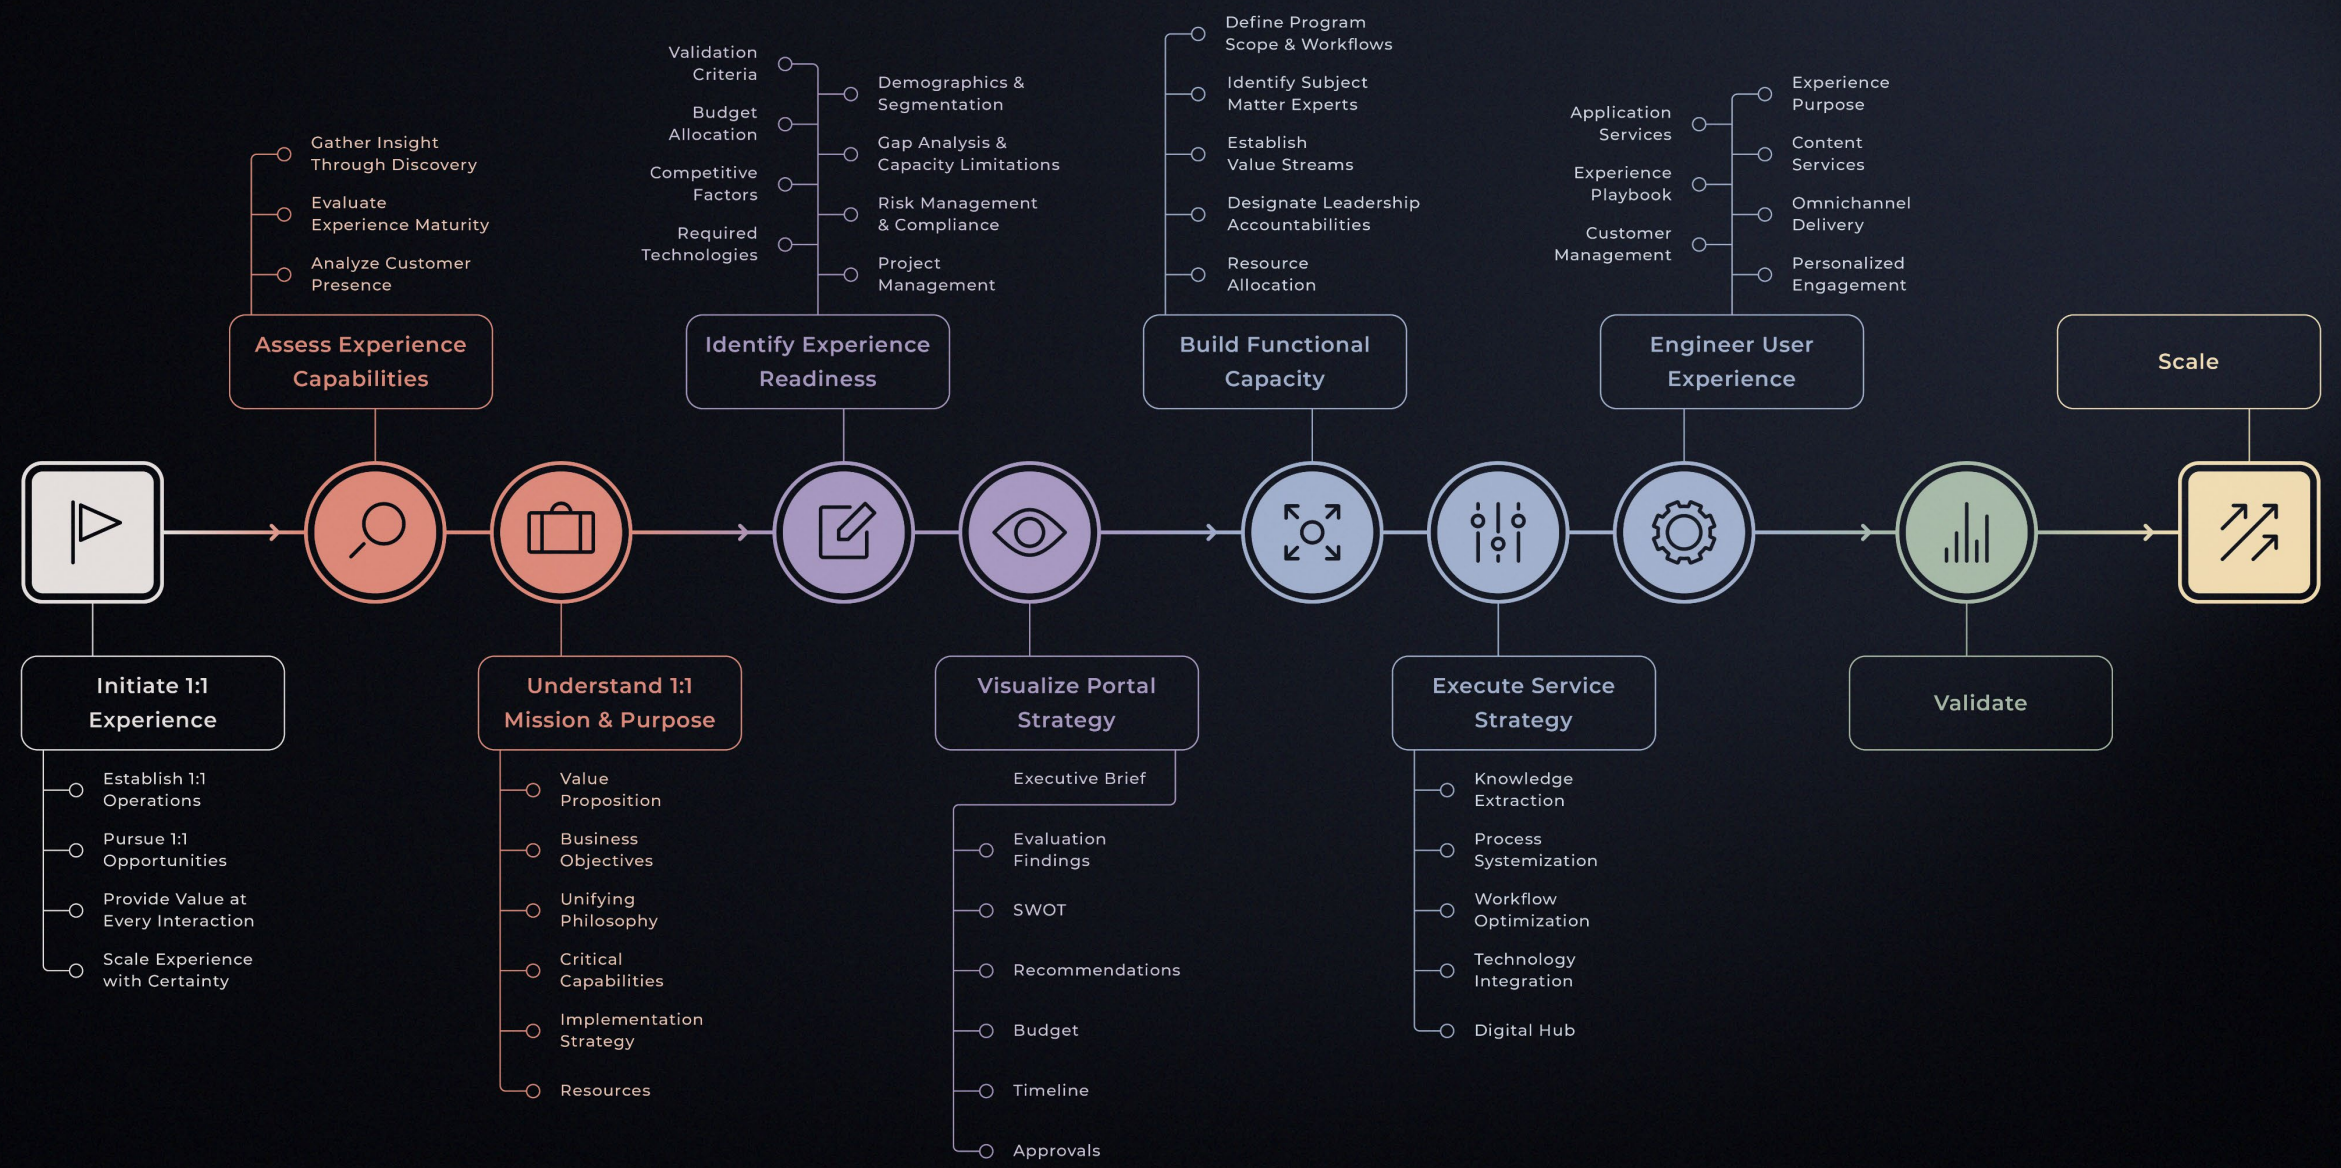 Gather Insight
Through Discovery
Evaluate
Experience Maturity
Analyze Customer
Presence
Assess Experience
Capabilities
Validation
Criteria
Budget
Allocation
Competitive
Factors
Required
Technologies
Demographics &
Segmentation
Gap Analysis &
Capacity Limitations
Risk Management
& Compliance
Project
Management
Identify Experience
Readiness
Define Program
Scope & Workflows
Identify Subject
Matter Experts
Establish
Value Streams
Designate Leadership
Accountabilities
Resource
Allocation
Build Functional
Capacity
Application
Services
Experience
Playbook
Customer
Management
Experience
Purpose
Content
Services
Omnichannel
Delivery
Personalized
Engagement
Engineer User
Experience
Scale
Initiate 1:1
Experience
Establish 1:1
Operations
Pursue 1:1
Opportunities
Provide Value at
Every Interaction
Scale Experience
with Certainty
Understand 1:1
Mission & Purpose
Value
Proposition
Business
Objectives
Unifying
Philosophy
Critical
Capabilities
Implementation
Strategy
Resources
Visualize Portal
Strategy
Executive Brief
Evaluation
Findings
SWOT
Recommendations
Budget
Timeline
Approvals
Execute Service
Strategy
Knowledge
Extraction
Process
Systemization
Workflow
Optimization
Technology
Integration
Digital Hub
Validate